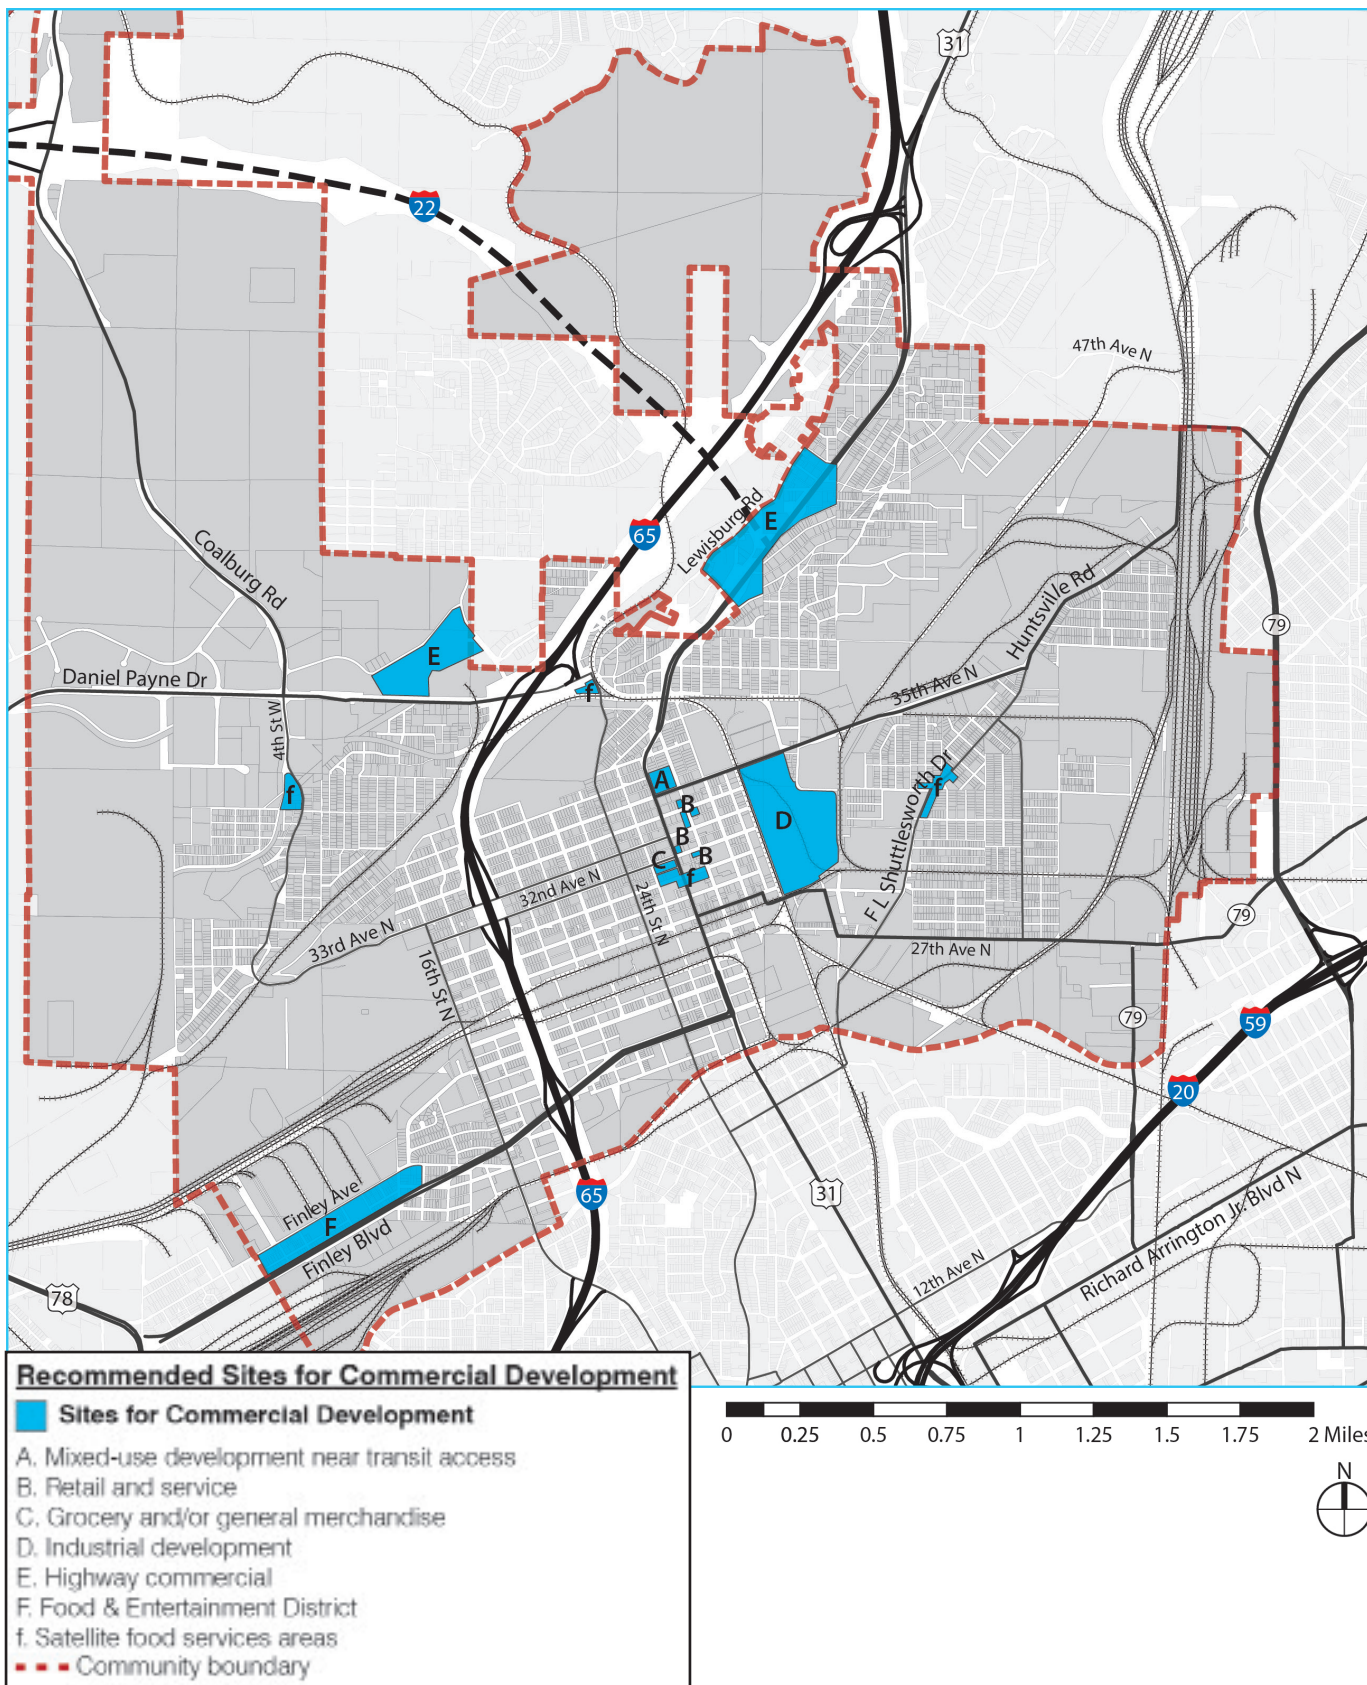 31
22
47th Ave N
Lewisburg Rd
E
65
Coalburg Rd
Huntsville Rd
79
E
Daniel Payne Dr
f
35th Ave N
4th St W
A
f
B
F L Shuttlesworth Dr
f
D
B
C
B
f
32nd Ave N
24th St N
33rd Ave N
79
27th Ave N
16th St N
79
59
20
Finley Ave
65
31
F
Finley Blvd
12th Ave N
Richard Arrington Jr. Blvd N
78
Recommended Sites for Commercial Development
Sites for Commercial Development
A. Mixed-use development near transit access
B. Retail and service
C. Grocery and/or general merchandise
D. Industrial development
E. Highway commercial
F. Food & Entertainment District
f. Satellite food services areas
Community boundary
0 0.25 0.5 0.75 1 1.25 1.5 1.75 2 Miles
N